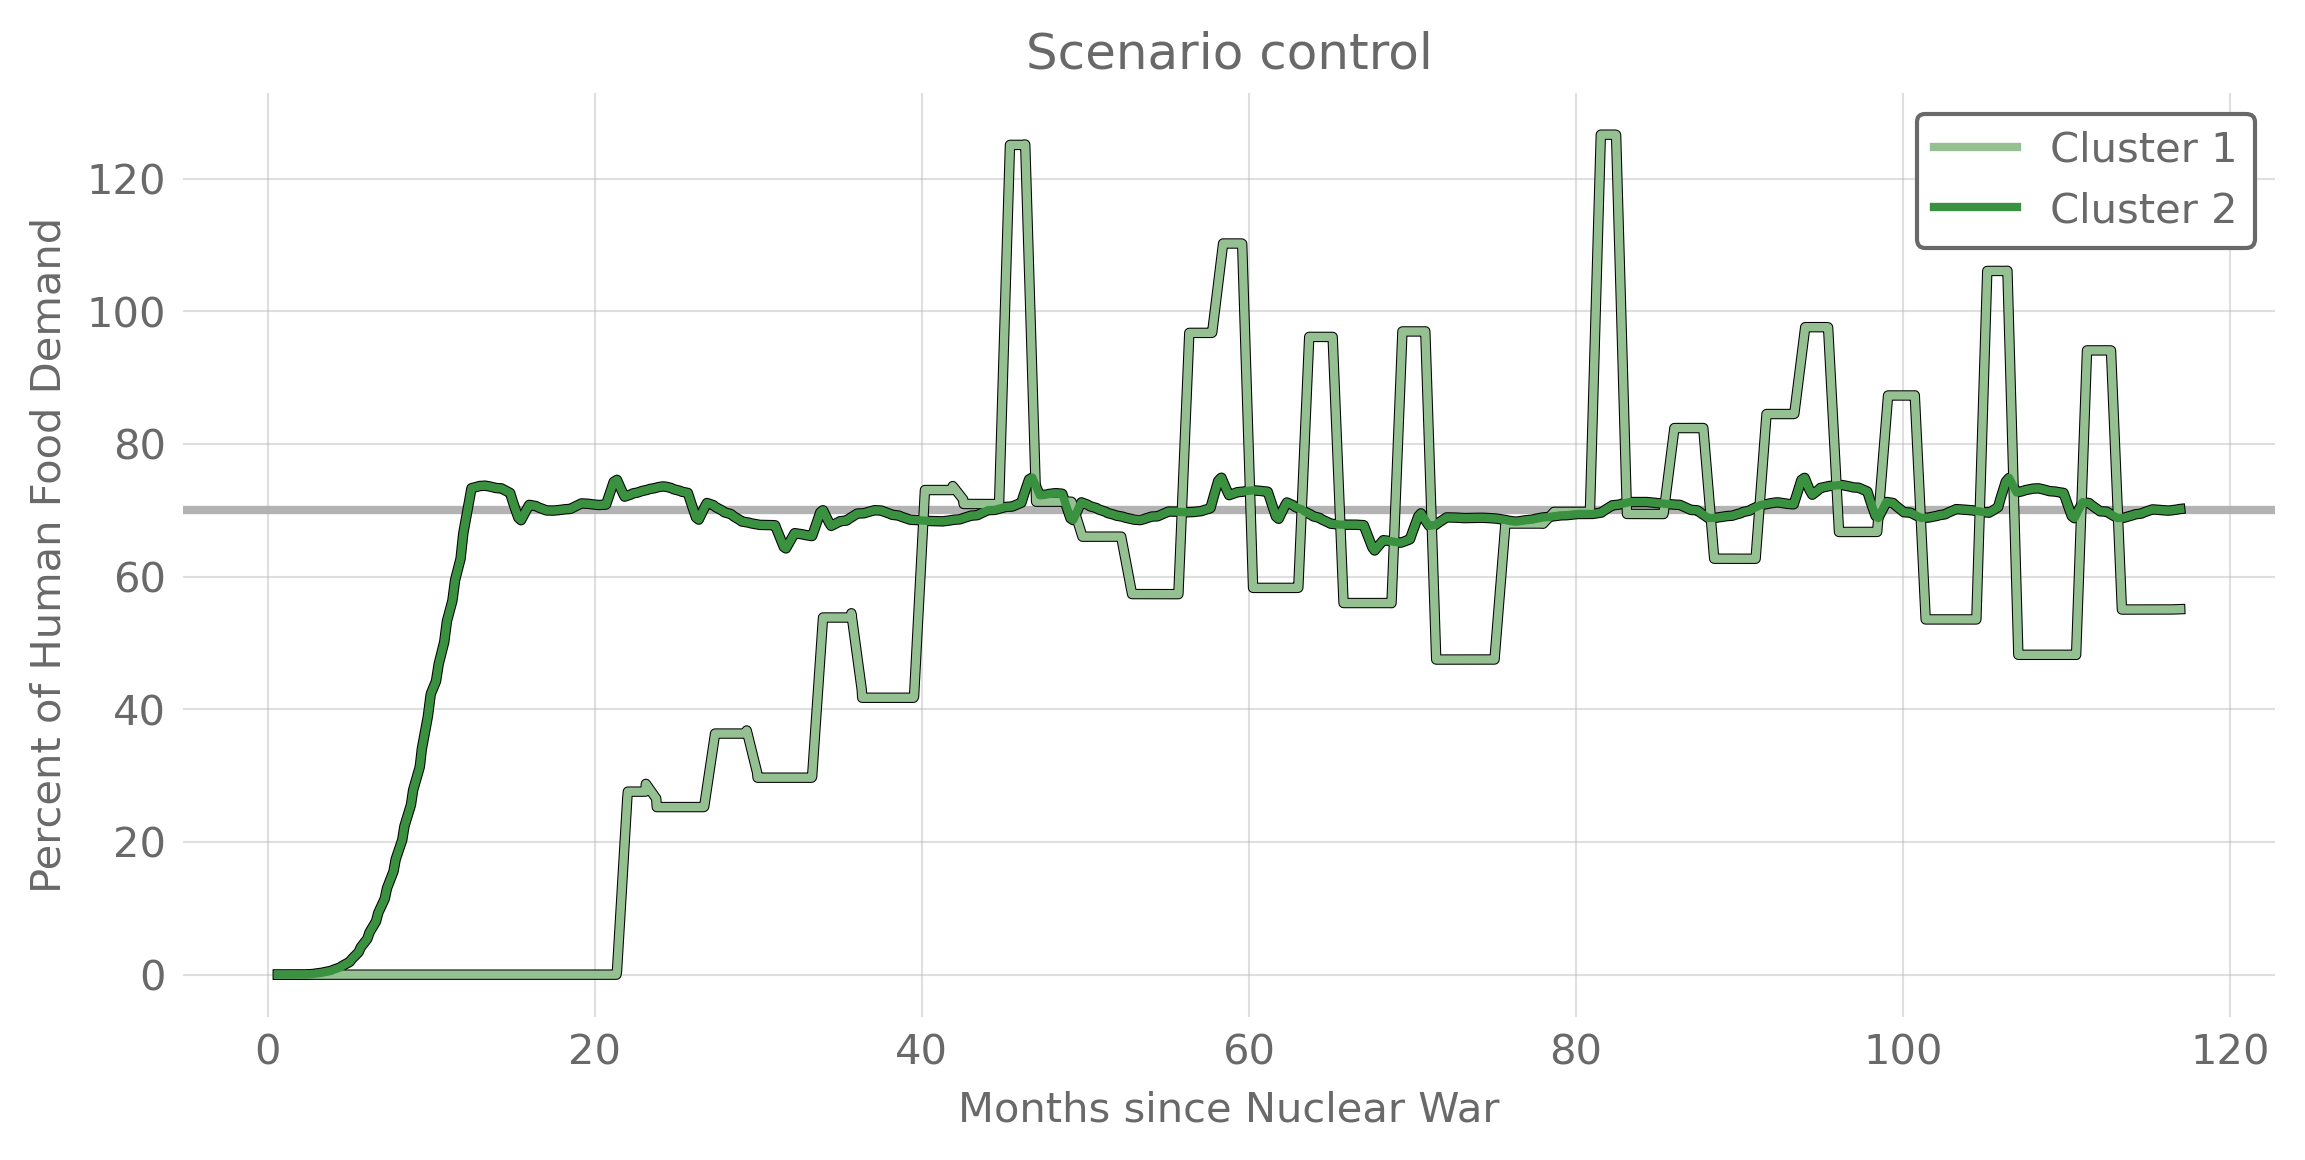 Scenario control
Cluster 1
Cluster 2
Percent of Human Food Demand
120
100
80
60
40
20
0
0 20 40 60 80 100 120
Months since Nuclear War